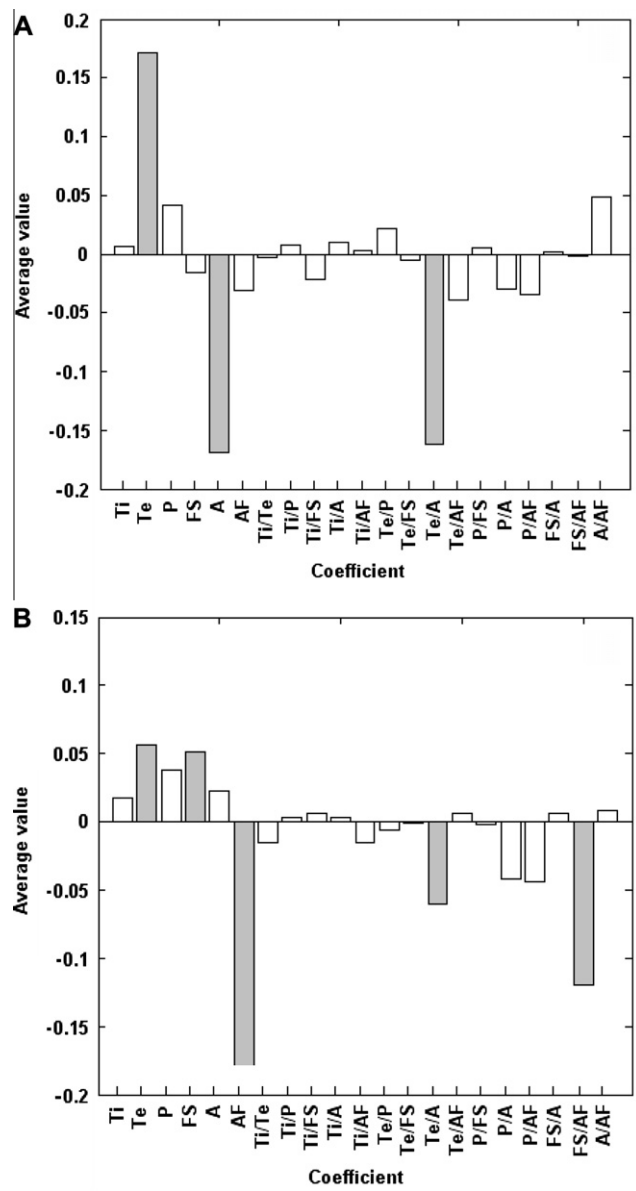 A
0.2
0.15
0.1
0.05
0
-0.05
-0.1
-0.15
-0.2
Average value
Ti Te P FS A AF Ti/Te Ti/P Ti/FS Ti/A Ti/AF Te/P Te/FS Te/A Te/AF P/FS P/A P/AF FS/A FS/AF A/AF
Coefficient
B
0.15
0.1
0.05
0
-0.05
-0.1
-0.15
-0.2
Average value
Ti Te P FS A AF Ti/Te Ti/P Ti/FS Ti/A Ti/AF Te/P Te/FS Te/A Te/AF P/FS P/A P/AF FS/A FS/AF A/AF
Coefficient